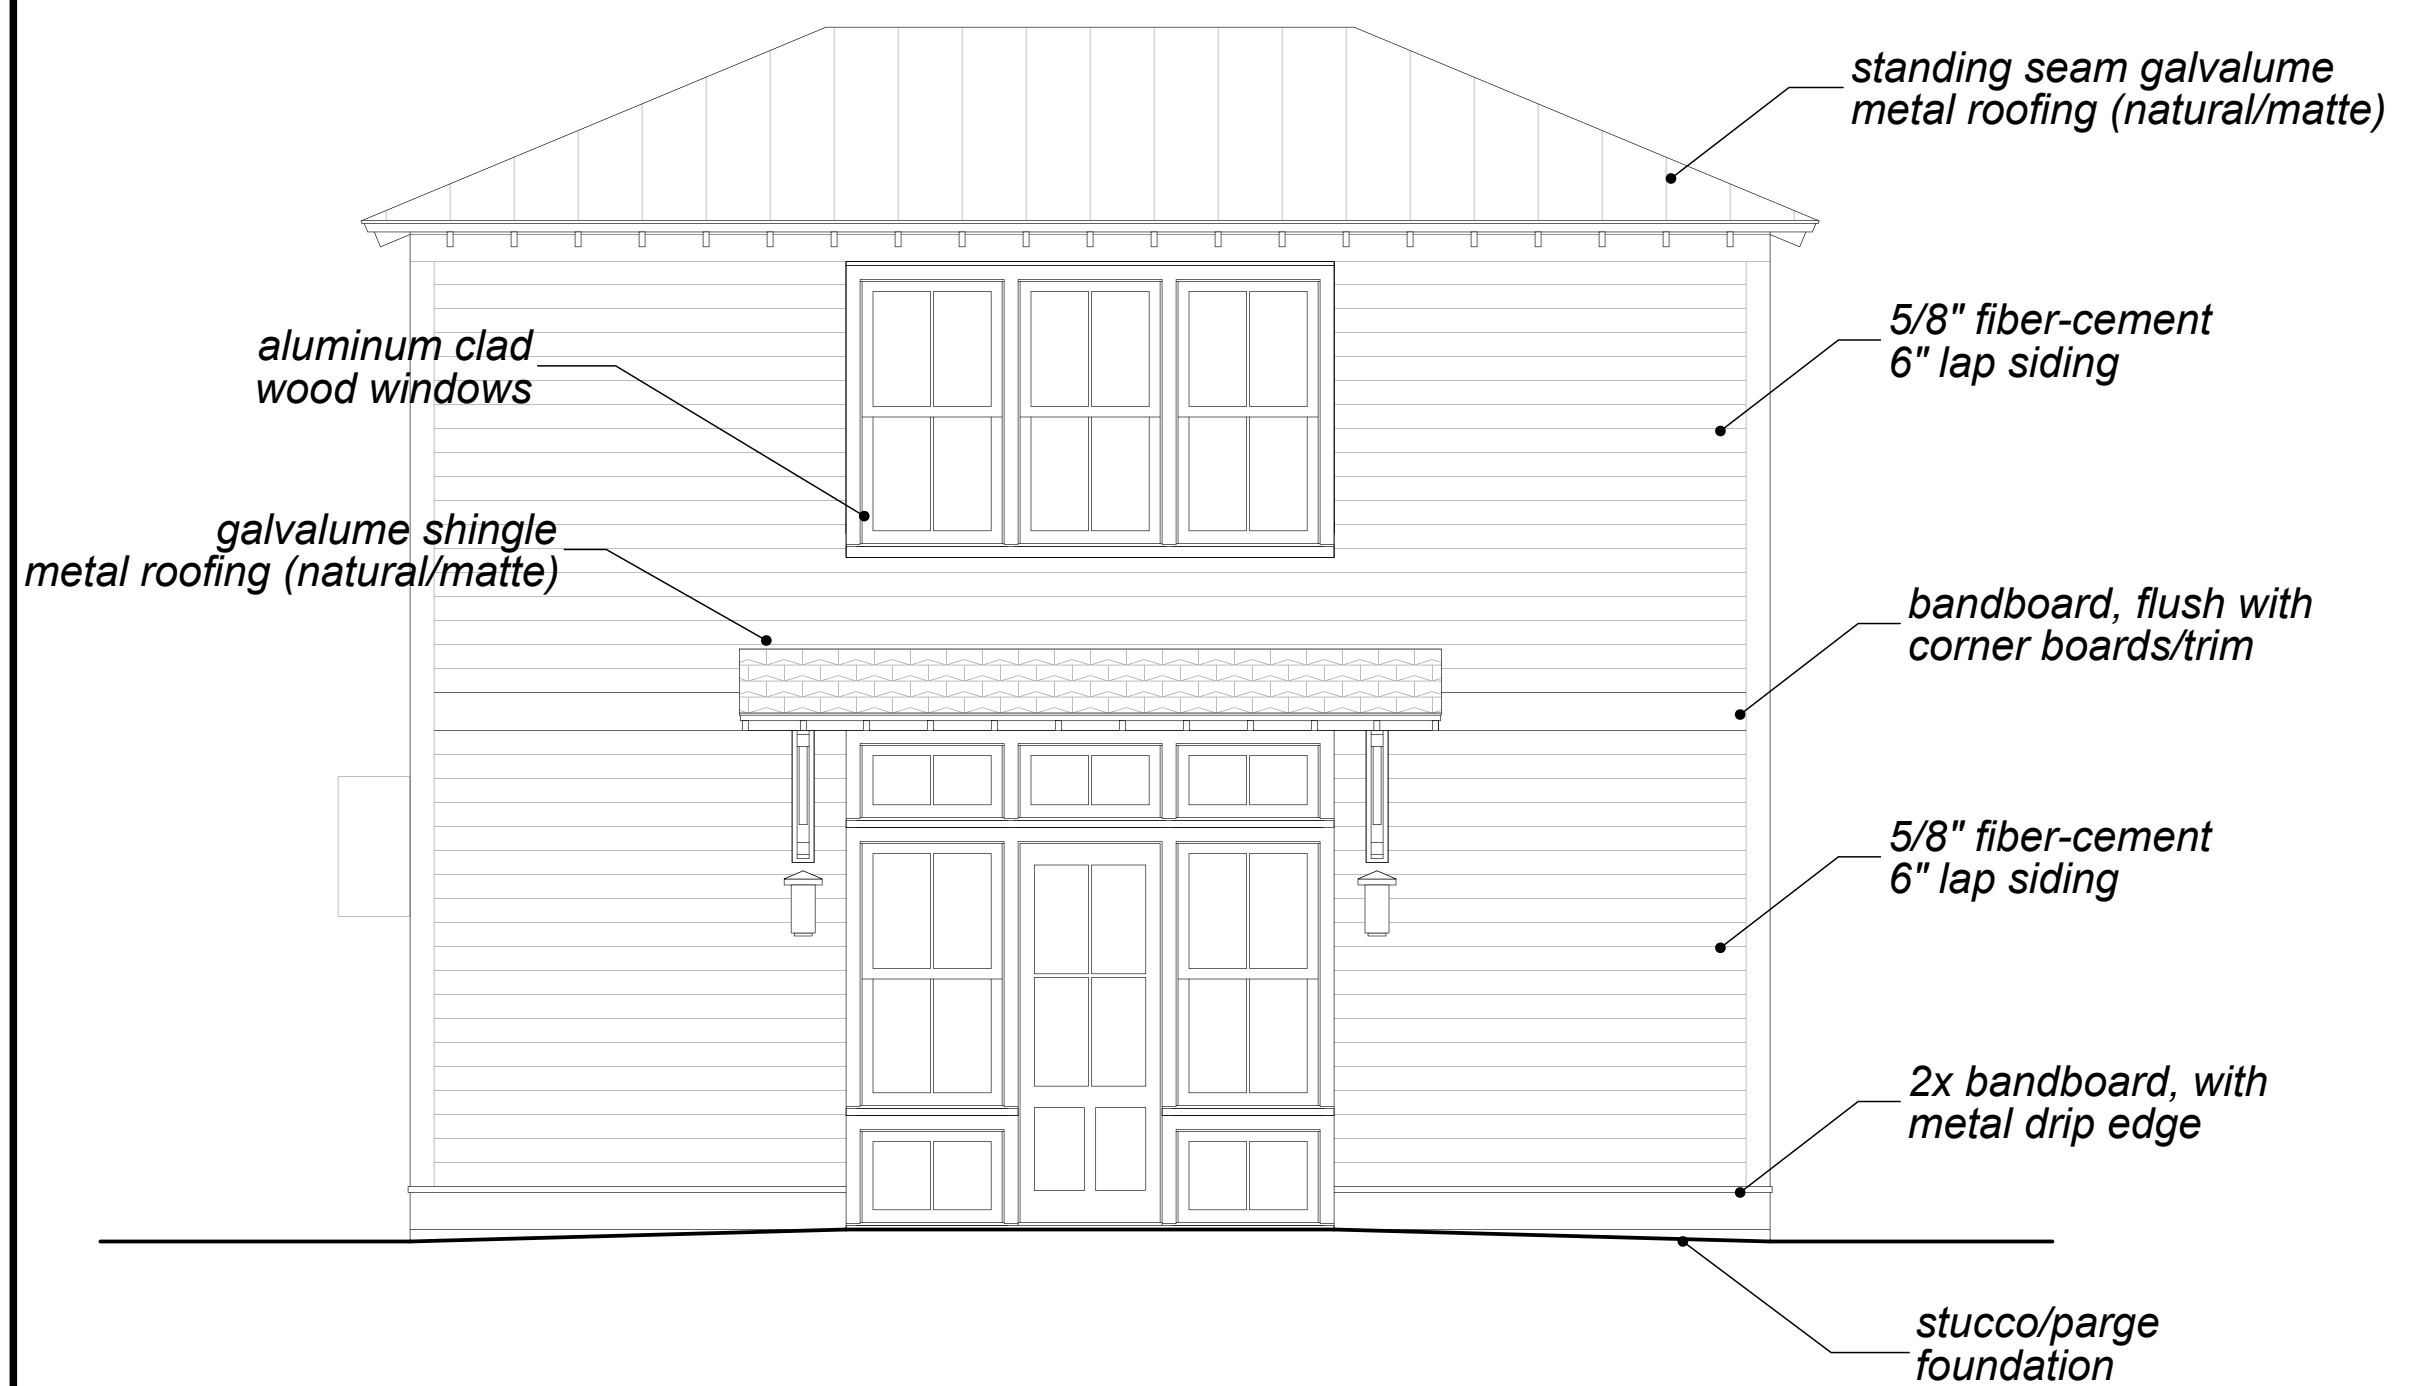 standing seam galvalume
metal roofing (natural/matte)
5/8" fiber-cement
6" lap siding
aluminum clad
wood windows
galvalume shingle
metal roofing (natural/matte)
bandboard, flush with
corner boards/trim
5/8" fiber-cement
6" lap siding
2x bandboard, with
metal drip edge
stucco/parge
foundation